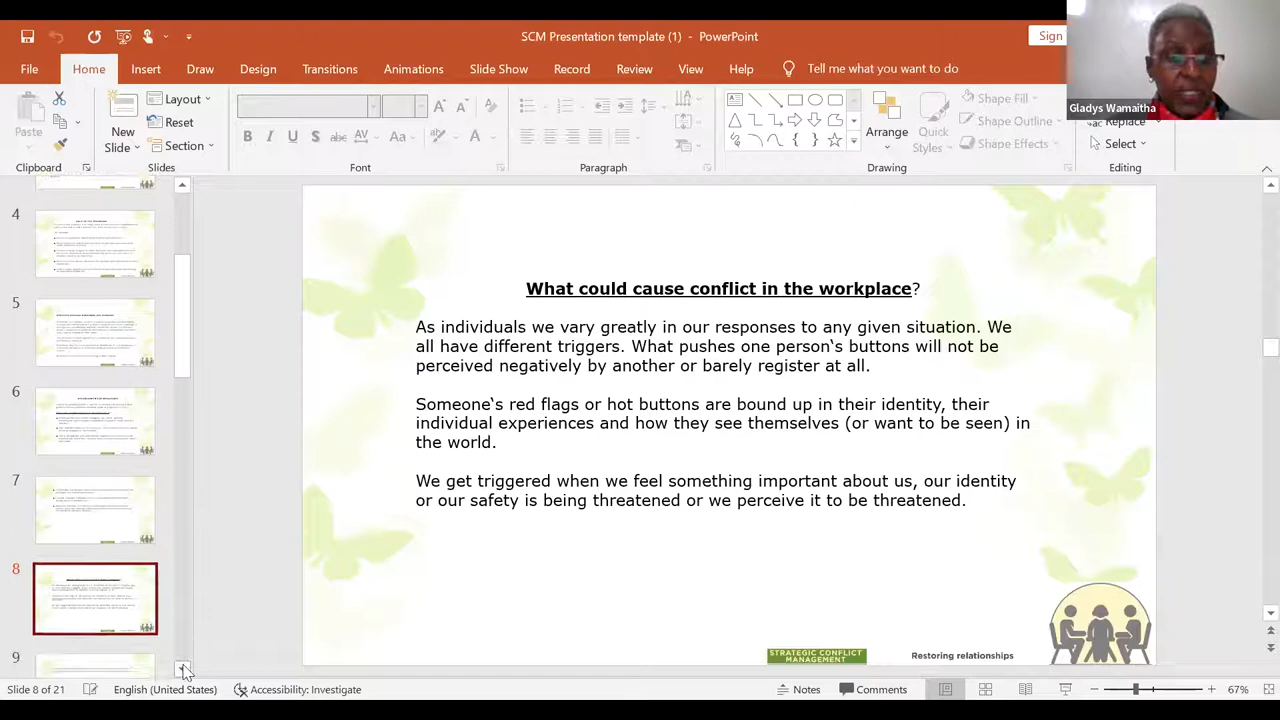 SCM Presentation template (1) - PowerPoint
Sign
File Home Insert Draw Design Transitions Animations Slide Show Record Review View Help Tell me what you want to do
Gladys Wamaitha
Paste
New
Slide
Layout
Reset
Section
B I U S abc AV Aa A
Arrange
Quick
Styles
Shape Fill
Shape Outline
Shape Effects
Replace
Select
Clipboard
Slides
Font
Paragraph
Drawing
Editing
4
5
6
7
8
9
What could cause conflict in the workplace?
As individuals we vary greatly in our responses to any given situation. We
all have different triggers. What pushes one person's buttons will not be
perceived negatively by another or barely register at all.
Someone's red flags or hot buttons are bound up in their identity, their
individual experiences and how they see themselves (or want to be seen) in
the world.
We get triggered when we feel something important about us, our identity
or our safety is being threatened or we perceive it to be threatened.
STRATEGIC CONFLICT
MANAGEMENT
Restoring relationships
Slide 8 of 21 English (United States) Accessibility: Investigate Notes Comments 67%